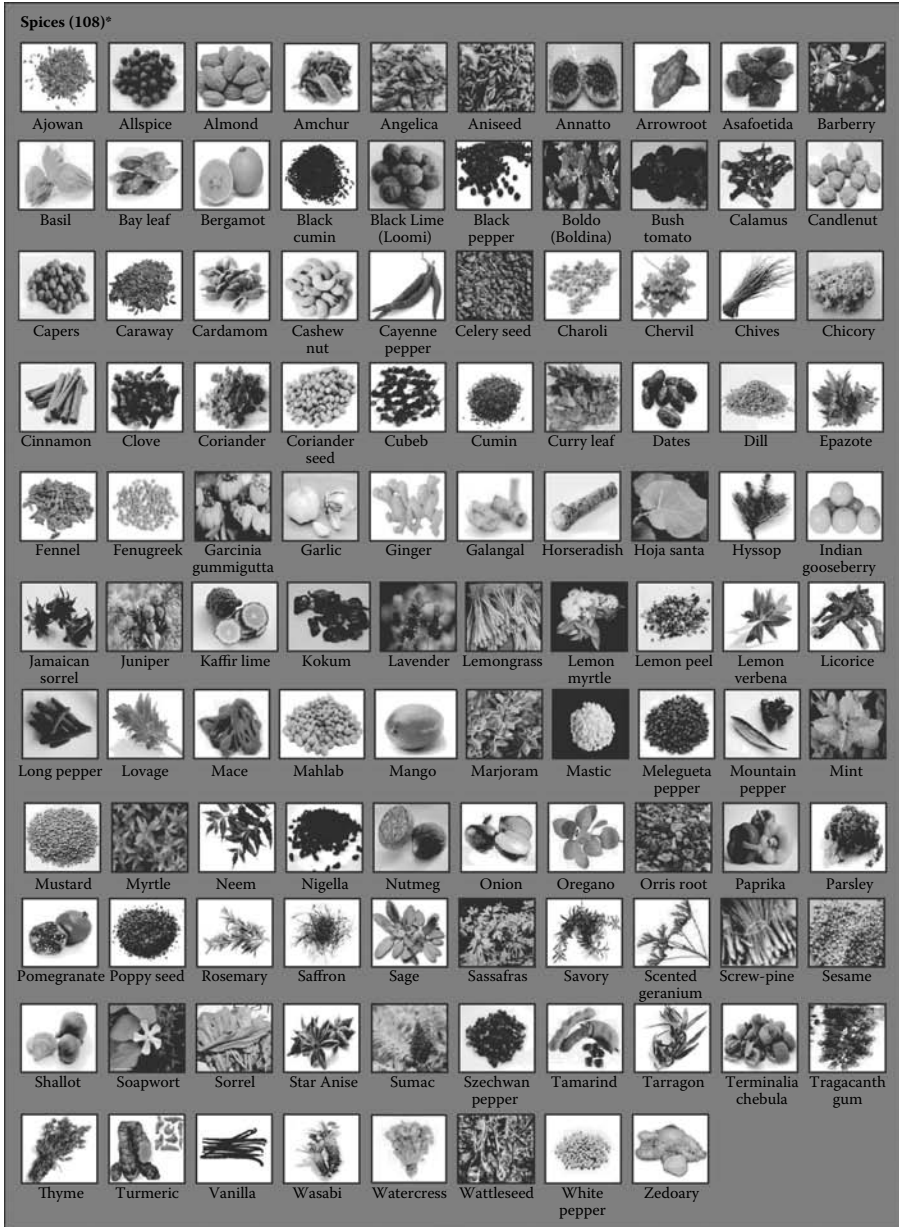 Spices (108)*
Ajowan Allspice Almond Amchur Angelica Aniseed Annatto Arrowroot Asafoetida Barberry
Basil Bay leaf Bergamot Black Black Lime Black Boldo Bush Calamus Candlenut
cumin (Loomi) pepper (Boldina) tomato
Capers Caraway Cardamom Cashew Cayenne Celery seed Charoli Chervil Chives Chicory
nut pepper
Cinnamon Clove Coriander Coriander Cubeb Cumin Curry leaf Dates Dill Epazote
seed
Fennel Fenugreek Garcinia Garlic Ginger Galangal Horseradish Hoja santa Hyssop Indian
gummigutta gooseberry
Jamaican Juniper Kaffir lime Kokum Lavender Lemongrass Lemon Lemon peel Lemon Licorice
sorrel myrtle verbena
Long pepper Lovage Mace Mahlab Mango Marjoram Mastic Melegueta Mountain Mint
pepper pepper
Mustard Myrtle Neem Nigella Nutmeg Onion Oregano Orris root Paprika Parsley
Pomegranate Poppy seed Rosemary Saffron Sage Sassafras Savory Scented Screw-pine Sesame
geranium
Shallot Soapwort Sorrel Star Anise Sumac Szechwan Tamarind Tarragon Terminalia Tragacanth
pepper chebula gum
Thyme Turmeric Vanilla Wasabi Watercress Wattleseed White Zedoary
pepper